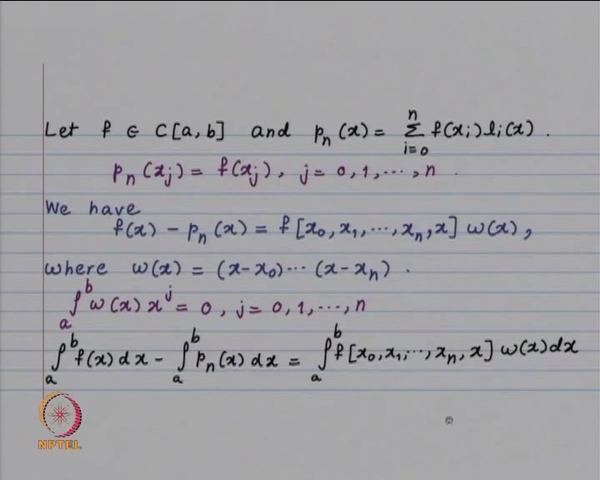 Let f ∈ C[a, b] and pₙ(x) = ∑_{i=0}^{n} f(xᵢ) lᵢ(x).
pₙ(xⱼ) = f(xⱼ), j = 0, 1, ⋯, n.
We have
f(x) − pₙ(x) = f[x₀, x₁, ⋯, xₙ, x] ω(x),
where ω(x) = (x−x₀)⋯(x−xₙ).
∫_a^b ω(x) x^j = 0, j = 0, 1, ⋯, n
∫_a^b f(x) dx − ∫_a^b pₙ(x) dx = ∫_a^b f[x₀, x₁, ⋯, xₙ, x] ω(x) dx
NPTEL